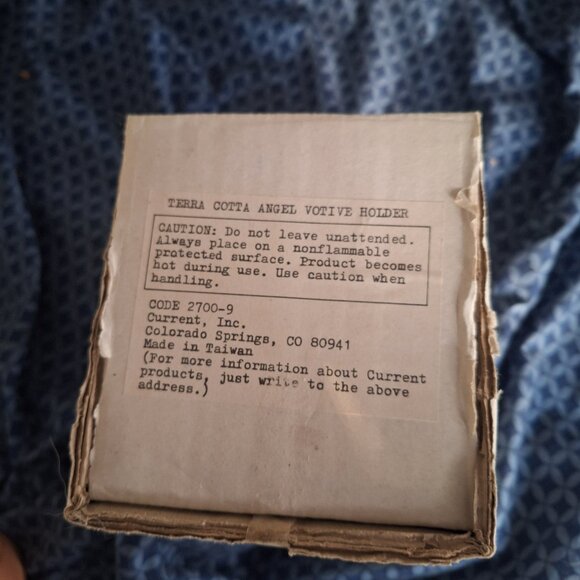 TERRA COTTA ANGEL VOTIVE HOLDER
CAUTION: Do not leave unattended.
Always place on a nonflammable
protected surface. Product becomes
hot during use. Use caution when
handling.
CODE 2700-9
Current, Inc.
Colorado Springs, CO 80941
Made in Taiwan
(For more information about Current
products, just write to the above
address.)